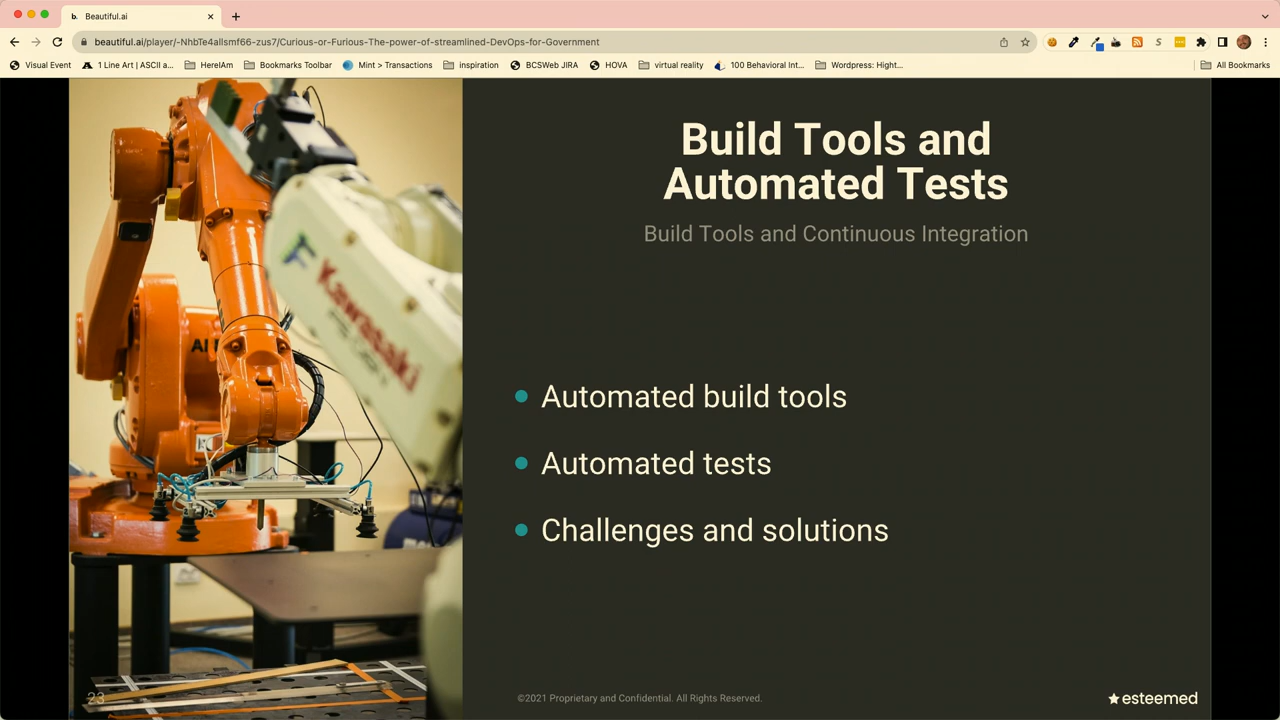 Beautiful.ai
beautiful.ai/player/-NhbTe4allsmf66-zus7/Curious-or-Furious-The-power-of-streamlined-DevOps-for-Government
Visual Event
1 Line Art | ASCII a...
HereIAm
Bookmarks Toolbar
Mint > Transactions
inspiration
BCSWeb JIRA
HOVA
virtual reality
100 Behavioral Int...
Wordpress: Hight...
All Bookmarks
Kawasaki
Build Tools and
Automated Tests
Build Tools and Continuous Integration
Automated build tools
Automated tests
Challenges and solutions
23
©2021 Proprietary and Confidential. All Rights Reserved.
esteemed